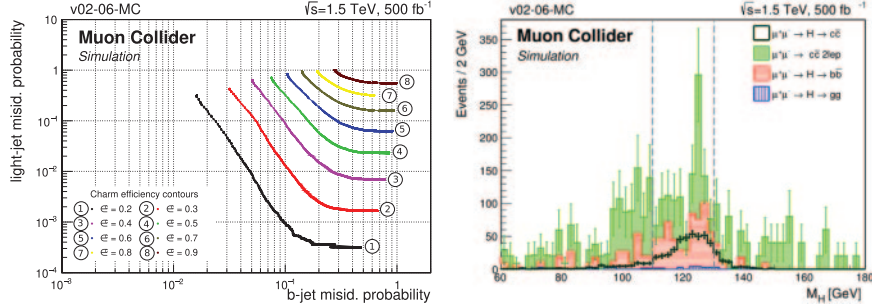 v02-06-MC
√s=1.5 TeV, 500 fb⁻¹
light-jet misid. probability
10
1
10⁻¹
10⁻²
10⁻³
10⁻⁴
Muon Collider
Simulation
8
7
6
5
4
3
2
1
Charm efficiency contours
1 ∈ = 0.2 2 ∈ = 0.3
3 ∈ = 0.4 4 ∈ = 0.5
5 ∈ = 0.6 6 ∈ = 0.7
7 ∈ = 0.8 8 ∈ = 0.9
10⁻³ 10⁻² 10⁻¹ 1
b-jet misid. probability
v02-06-MC
√s=1.5 TeV, 500 fb⁻¹
Events / 2 GeV
350
300
250
200
150
100
50
0
Muon Collider
Simulation
μ⁺μ⁻ → H → cc̄
μ⁺μ⁻ → cc̄ 2lep
μ⁺μ⁻ → H → bb̄
μ⁺μ⁻ → H → gg
60 80 100 120 140 160 180
M_H [GeV]